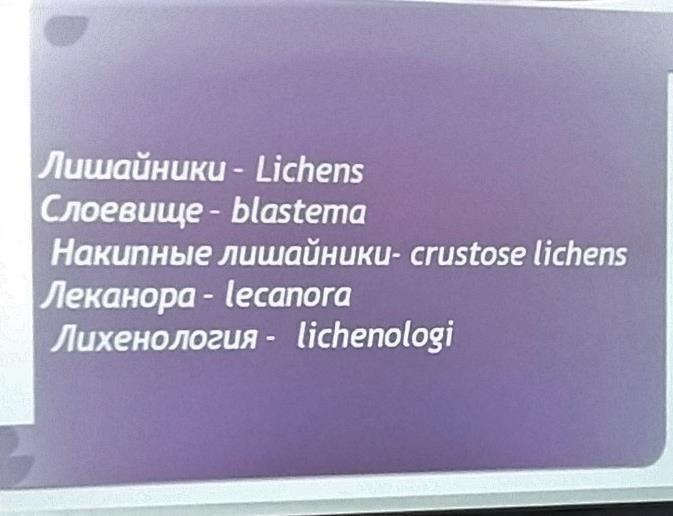 Лишайники - Lichens
Слоевище - blastema
Накипные лишайники- crustose lichens
Леканора - lecanora
Лихенология - lichenologi